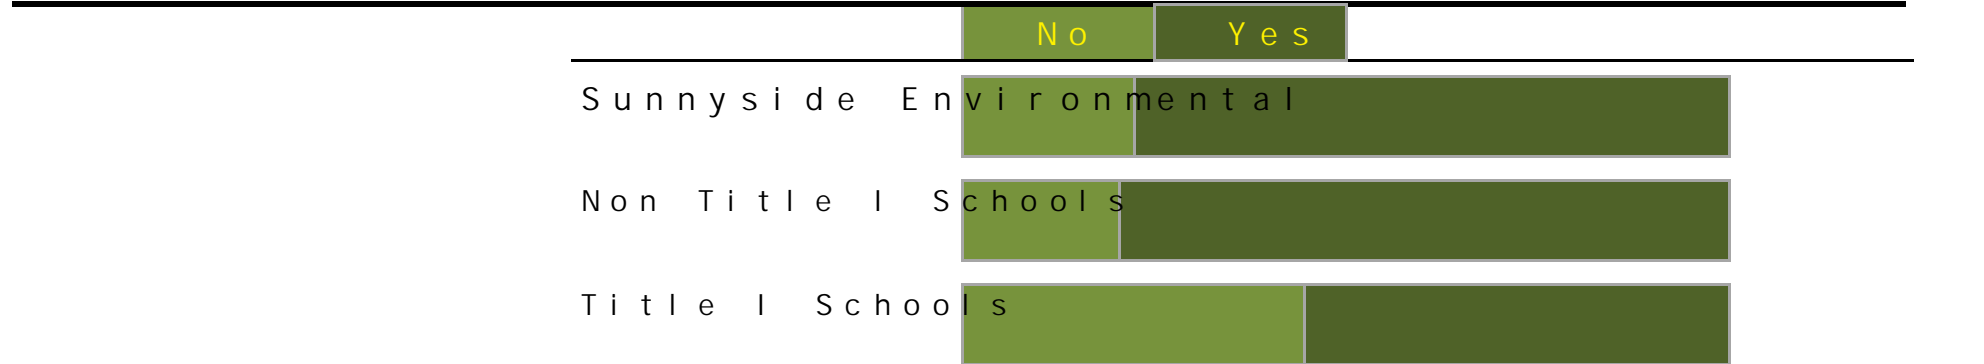 No Yes
Sunnyside Environmental
Non Title I Schools
Title I Schools